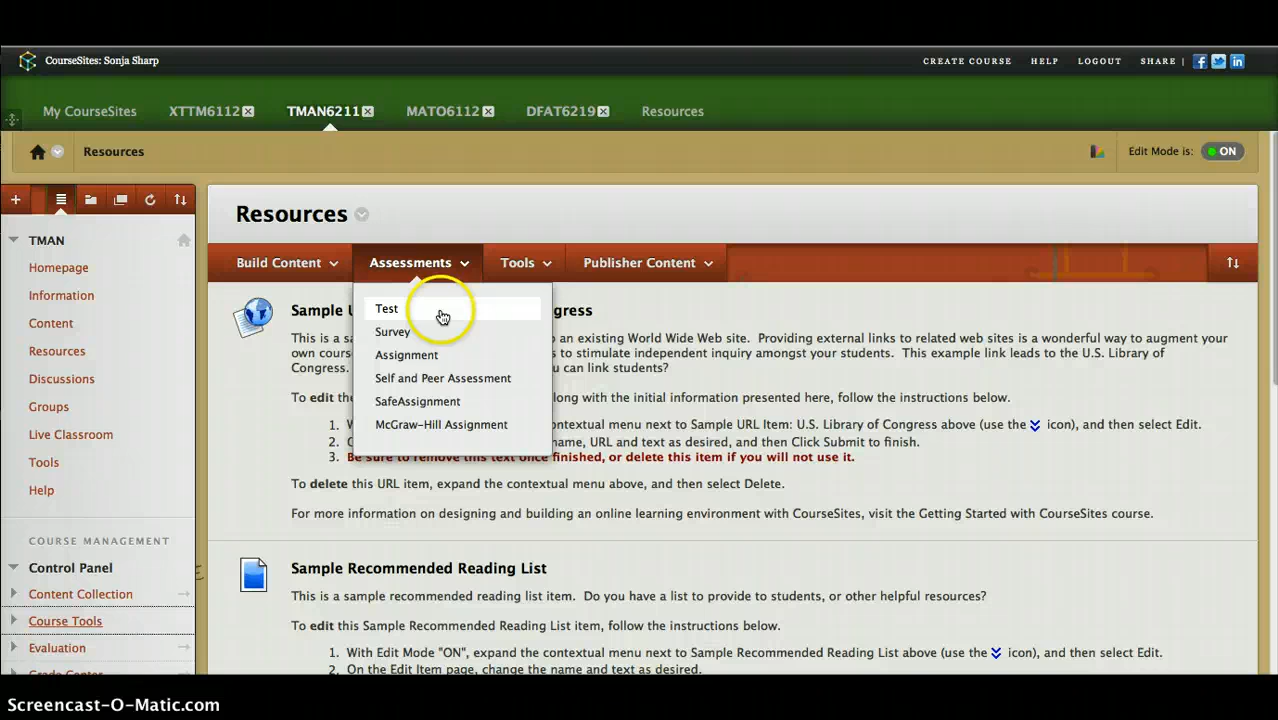 CourseSites: Sonja Sharp
CREATE COURSE HELP LOGOUT SHARE |
My CourseSites XTTM6112 TMAN6211 MATO6112 DFAT6219 Resources
Resources
Edit Mode is: ON
Resources
Build Content Assessments Tools Publisher Content
TMAN
Homepage
Information
Content
Resources
Discussions
Groups
Live Classroom
Tools
Help
COURSE MANAGEMENT
Control Panel
Content Collection
Course Tools
Evaluation
Grade Center
Test
Survey
Assignment
Self and Peer Assessment
SafeAssignment
McGraw-Hill Assignment
Sample U gress
This is a sa an existing World Wide Web site. Providing external links to related web sites is a wonderful way to augment your
own cours s to stimulate independent inquiry amongst your students. This example link leads to the U.S. Library of
Congress. ou can link students?
To edit the long with the initial information presented here, follow the instructions below.
1. W contextual menu next to Sample URL Item: U.S. Library of Congress above (use the icon), and then select Edit.
2. name, URL and text as desired, and then Click Submit to finish.
3. Be sure to remove this text once finished, or delete this item if you will not use it.
To delete this URL item, expand the contextual menu above, and then select Delete.
For more information on designing and building an online learning environment with CourseSites, visit the Getting Started with CourseSites course.
Sample Recommended Reading List
This is a sample recommended reading list item. Do you have a list to provide to students, or other helpful resources?
To edit this Sample Recommended Reading List item, follow the instructions below.
1. With Edit Mode "ON", expand the contextual menu next to Sample Recommended Reading List above (use the icon), and then select Edit.
2. On the Edit Item page, change the name and text as desired.
Screencast-O-Matic.com